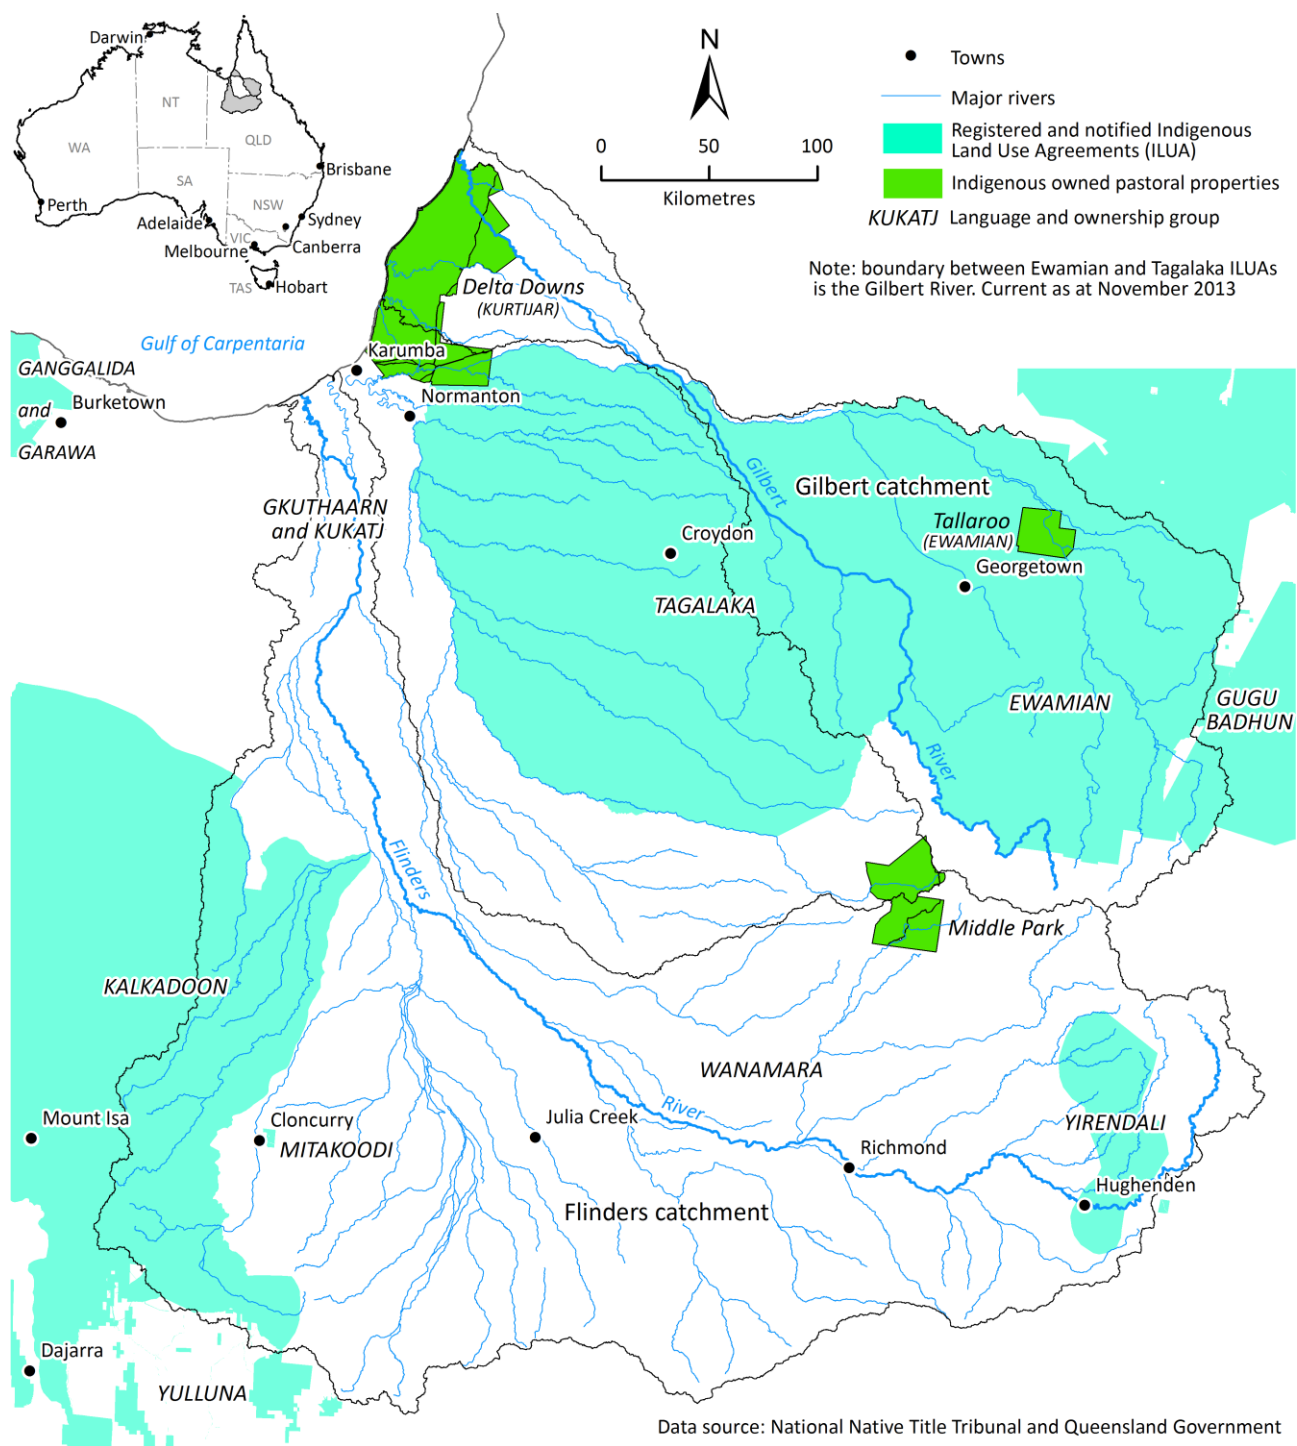 Darwin
NT
WA
QLD
SA
Brisbane
Perth
NSW
Adelaide
Sydney
VIC
Melbourne
Canberra
TAS
Hobart
N
0 50 100
Kilometres
Towns
Major rivers
Registered and notified Indigenous
Land Use Agreements (ILUA)
Indigenous owned pastoral properties
KUKATJ Language and ownership group
Note: boundary between Ewamian and Tagalaka ILUAs
is the Gilbert River. Current as at November 2013
Delta Downs
(KURTIJAR)
Gulf of Carpentaria
Karumba
GANGGALIDA
and
GARAWA
Burketown
Normanton
Gilbert
Gilbert catchment
GKUTHAARN
and KUKATJ
Tallaroo
(EWAMIAN)
Croydon
Georgetown
TAGALAKA
EWAMIAN
GUGU
BADHUN
River
Flinders
Middle Park
KALKADOON
WANAMARA
River
Mount Isa
Cloncurry
MITAKOODI
Julia Creek
YIRENDALI
Richmond
Hughenden
Flinders catchment
Dajarra
YULLUNA
Data source: National Native Title Tribunal and Queensland Government